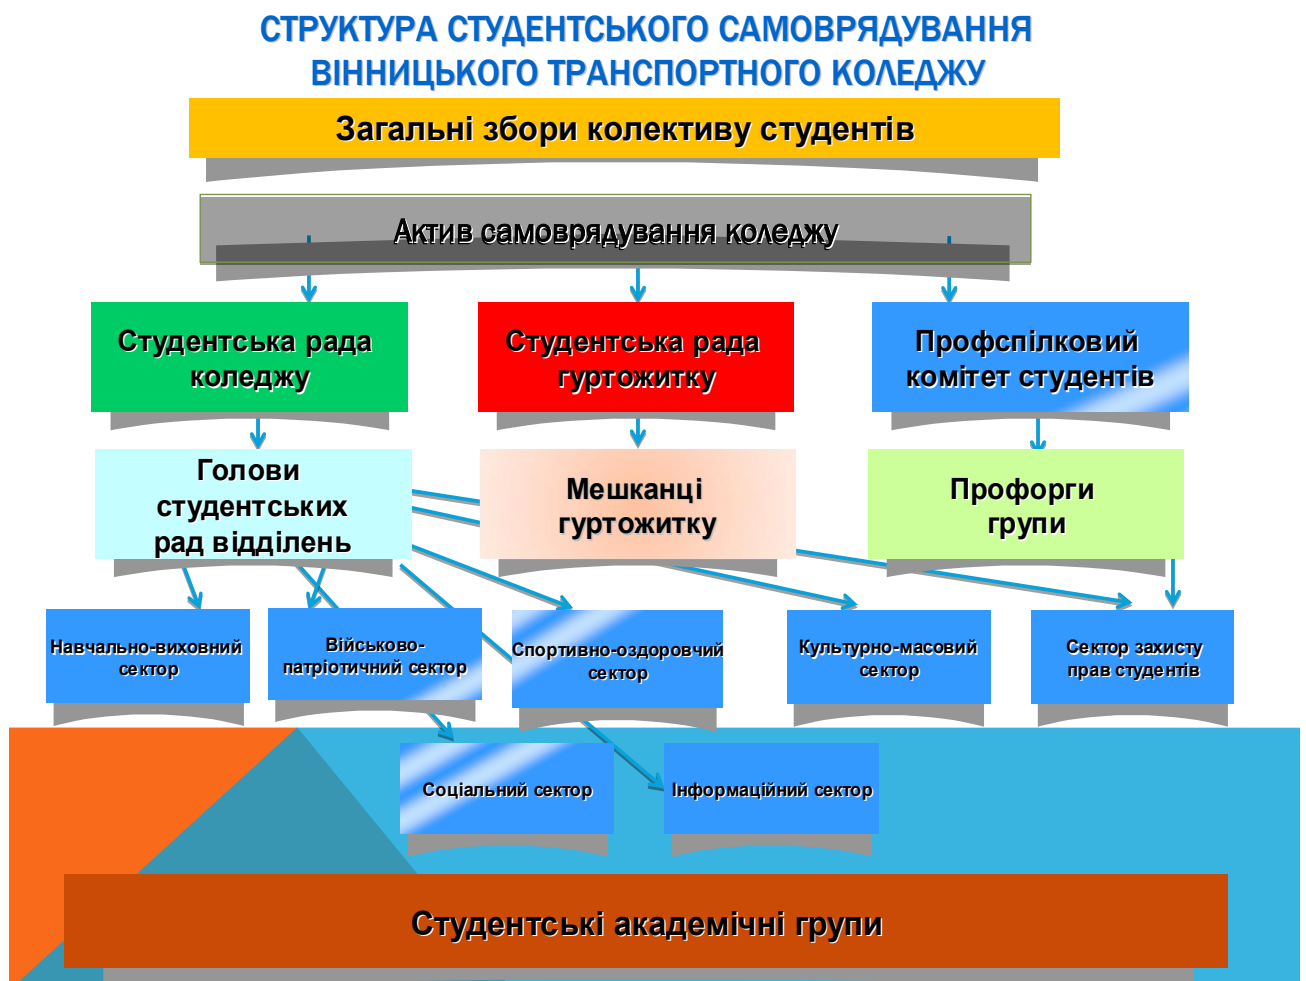 СТРУКТУРА СТУДЕНТСЬКОГО САМОВРЯДУВАННЯ
ВІННИЦЬКОГО ТРАНСПОРТНОГО КОЛЕДЖУ
Загальні збори колективу студентів
Актив самоврядування коледжу
Студентська рада
коледжу
Студентська рада
гуртожитку
Профспілковий
комітет студентів
Голови
студентських
рад відділень
Мешканці
гуртожитку
Профорги
групи
Навчально-виховний
сектор
Військово-
патріотичний сектор
Спортивно-оздоровчий
сектор
Культурно-масовий
сектор
Сектор захисту
прав студентів
Соціальний сектор
Інформаційний сектор
Студентські академічні групи